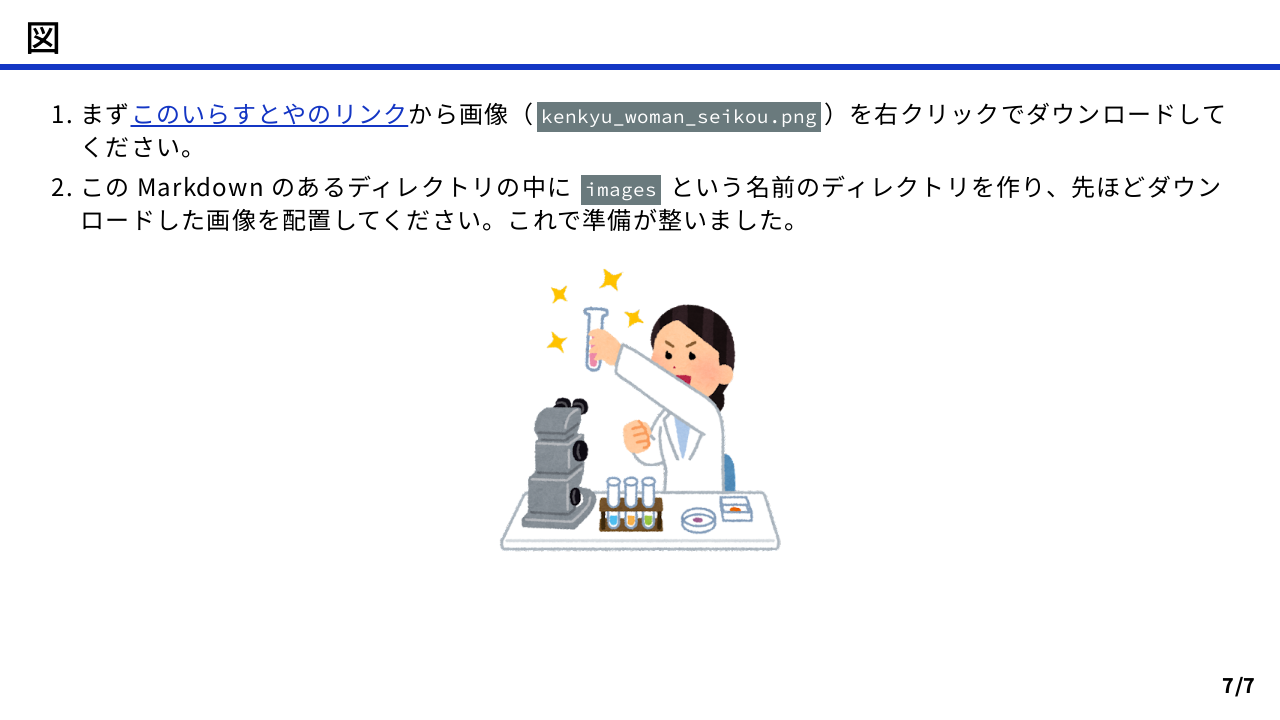 図
1. まずこのいらすとやのリンクから画像（kenkyu_woman_seikou.png）を右クリックでダウンロードして
ください。
2. この Markdown のあるディレクトリの中に images という名前のディレクトリを作り、先ほどダウン
ロードした画像を配置してください。これで準備が整いました。
7/7